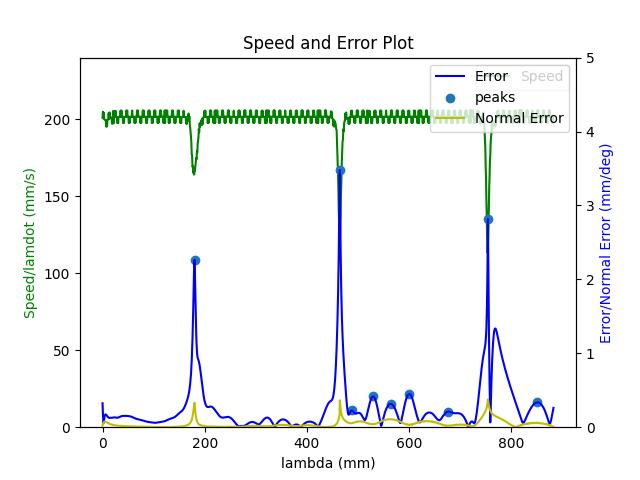 Speed and Error Plot
Speed/lamdot (mm/s)
200
150
100
50
0
Error
peaks
Normal Error
Speed
5
4
3
2
1
0
Error/Normal Error (mm/deg)
0
200
400
600
800
lambda (mm)